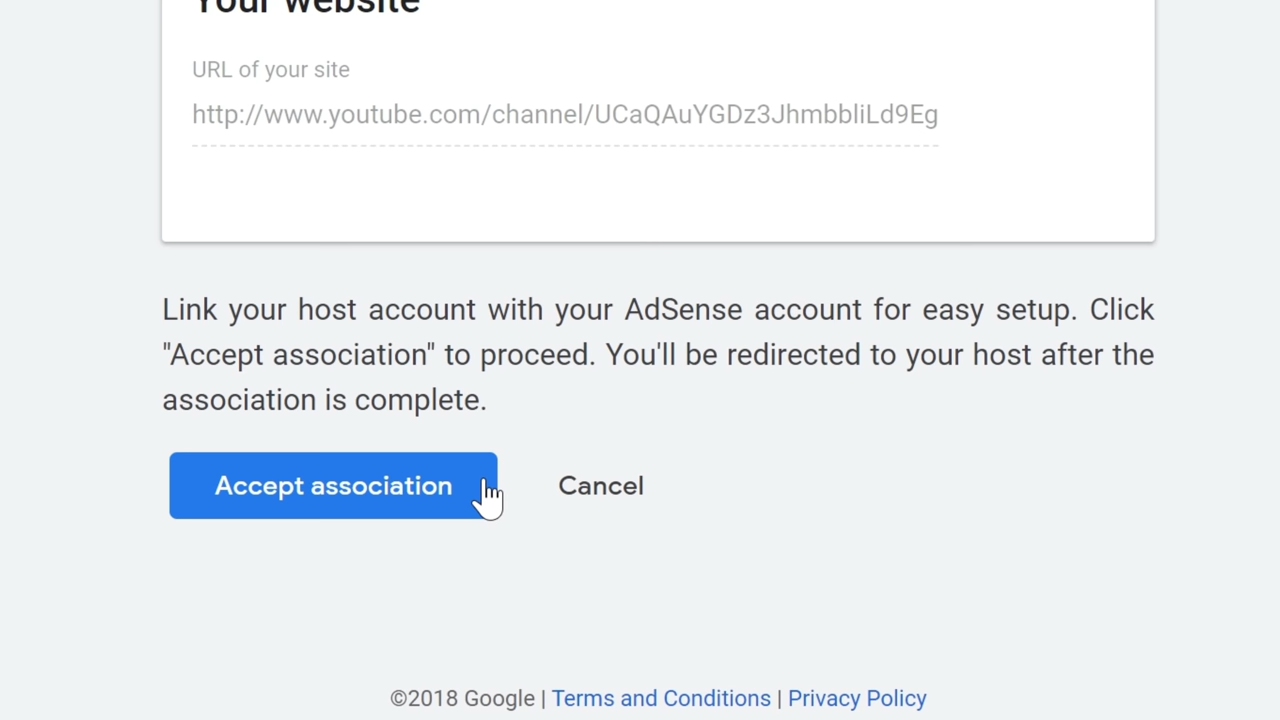 Your website
URL of your site
http://www.youtube.com/channel/UCaQAuYGDz3JhmbbliLd9Eg
Link your host account with your AdSense account for easy setup. Click
"Accept association" to proceed. You'll be redirected to your host after the
association is complete.
Accept association Cancel
©2018 Google | Terms and Conditions | Privacy Policy